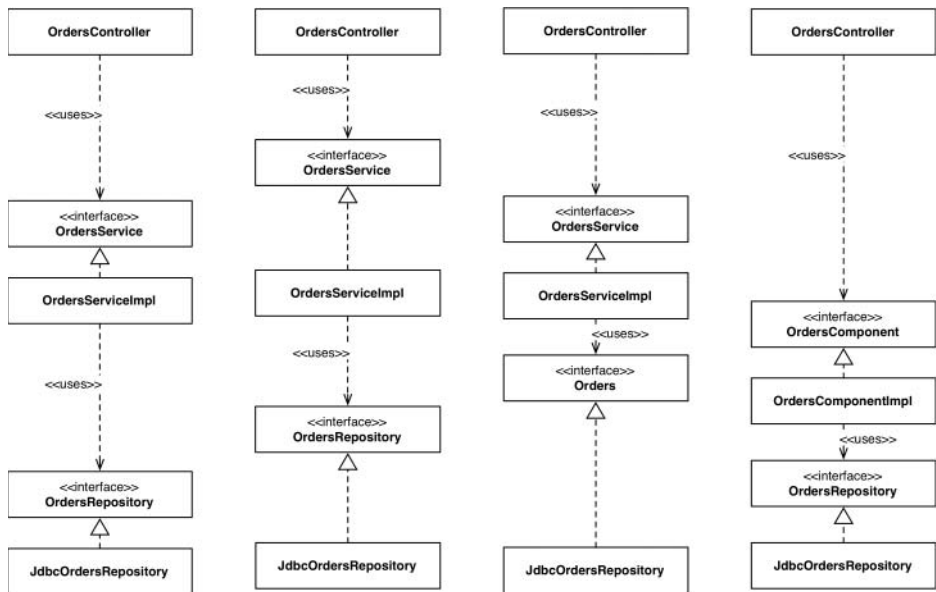 OrdersController
<<uses>>
<<interface>>
OrdersService
OrdersServiceImpl
<<uses>>
<<interface>>
OrdersRepository
JdbcOrdersRepository
OrdersController
<<uses>>
<<interface>>
OrdersService
OrdersServiceImpl
<<uses>>
<<interface>>
OrdersRepository
JdbcOrdersRepository
OrdersController
<<uses>>
<<interface>>
OrdersService
OrdersServiceImpl
<<uses>>
<<interface>>
Orders
JdbcOrdersRepository
OrdersController
<<uses>>
<<interface>>
OrdersComponent
OrdersComponentImpl
<<uses>>
<<interface>>
OrdersRepository
JdbcOrdersRepository